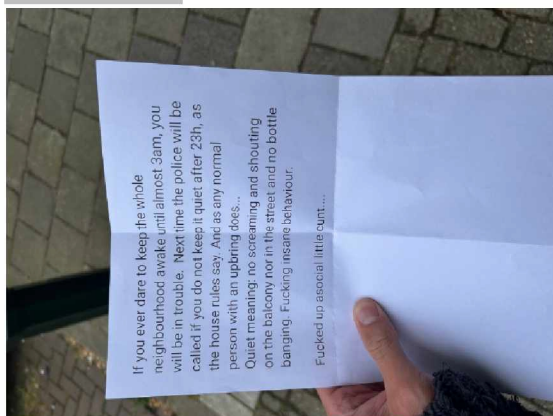 If you ever dare to keep the whole
neighbourhood awake until almost 3am, you
will be in trouble. Next time the police will be
called if you do not keep it quiet after 23h, as
the house rules say. And as any normal
person with an upbring does...
Quiet meaning: no screaming and shouting
on the balcony nor in the street and no bottle
banging. Fucking insane behaviour.
Fucked up asocial little cunt....